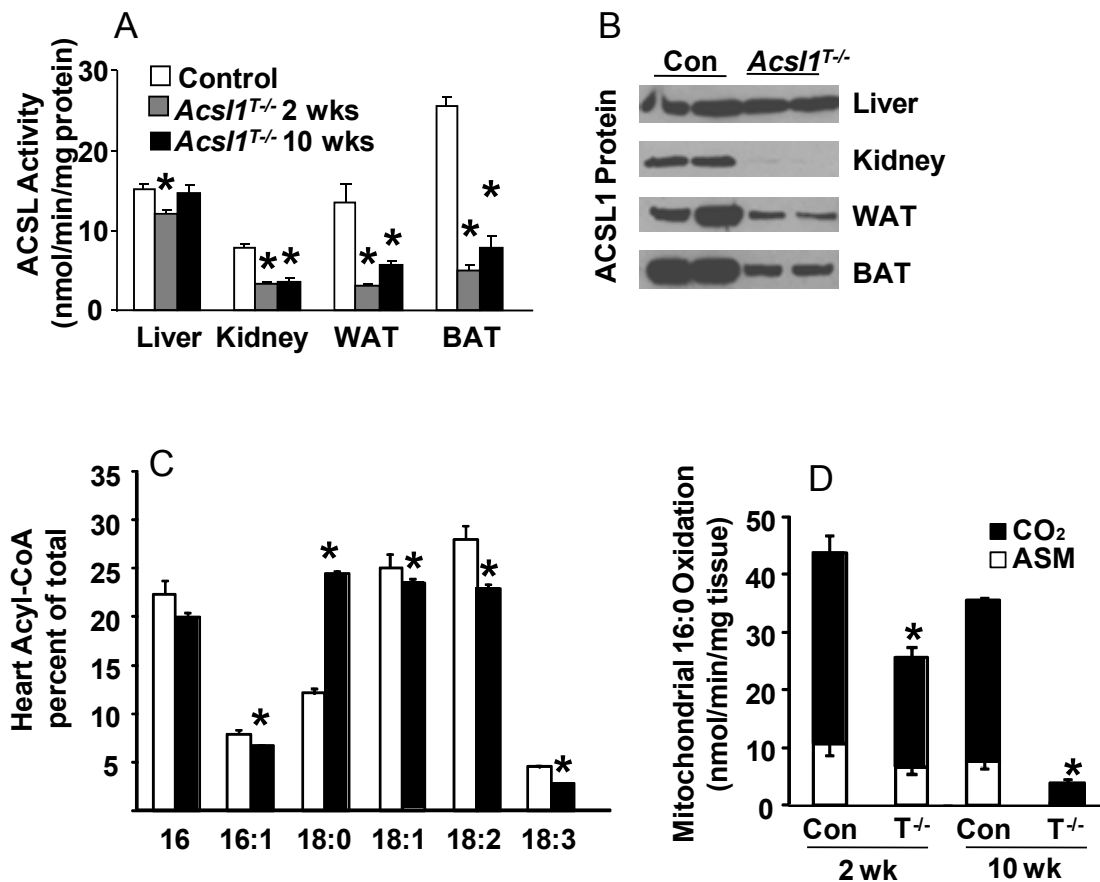 A
ACSL Activity
(nmol/min/mg protein)
30
20
10
0
Control
Acsl1T-/- 2 wks
Acsl1T-/- 10 wks
*
* *
* *
* *
Liver Kidney WAT BAT
B
Con Acsl1T-/-
ACSL1 Protein
Liver
Kidney
WAT
BAT
C
Heart Acyl-CoA
percent of total
35
30
25
20
15
10
5
* * * * *
16 16:1 18:0 18:1 18:2 18:3
D
Mitochondrial 16:0 Oxidation
(nmol/min/mg tissue)
50
40
30
20
10
0
CO₂
ASM
*
*
Con T-/- Con T-/-
2 wk 10 wk